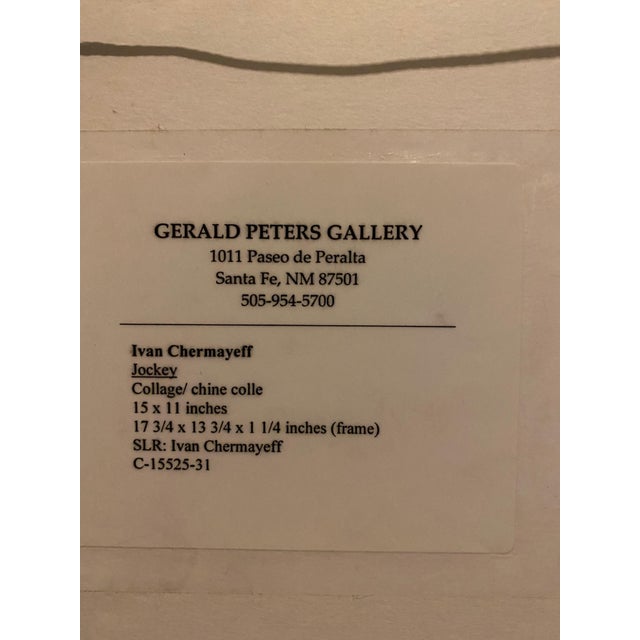 GERALD PETERS GALLERY
1011 Paseo de Peralta
Santa Fe, NM 87501
505-954-5700
Ivan Chermayeff
Jockey
Collage/ chine colle
15 x 11 inches
17 3/4 x 13 3/4 x 1 1/4 inches (frame)
SLR: Ivan Chermayeff
C-15525-31